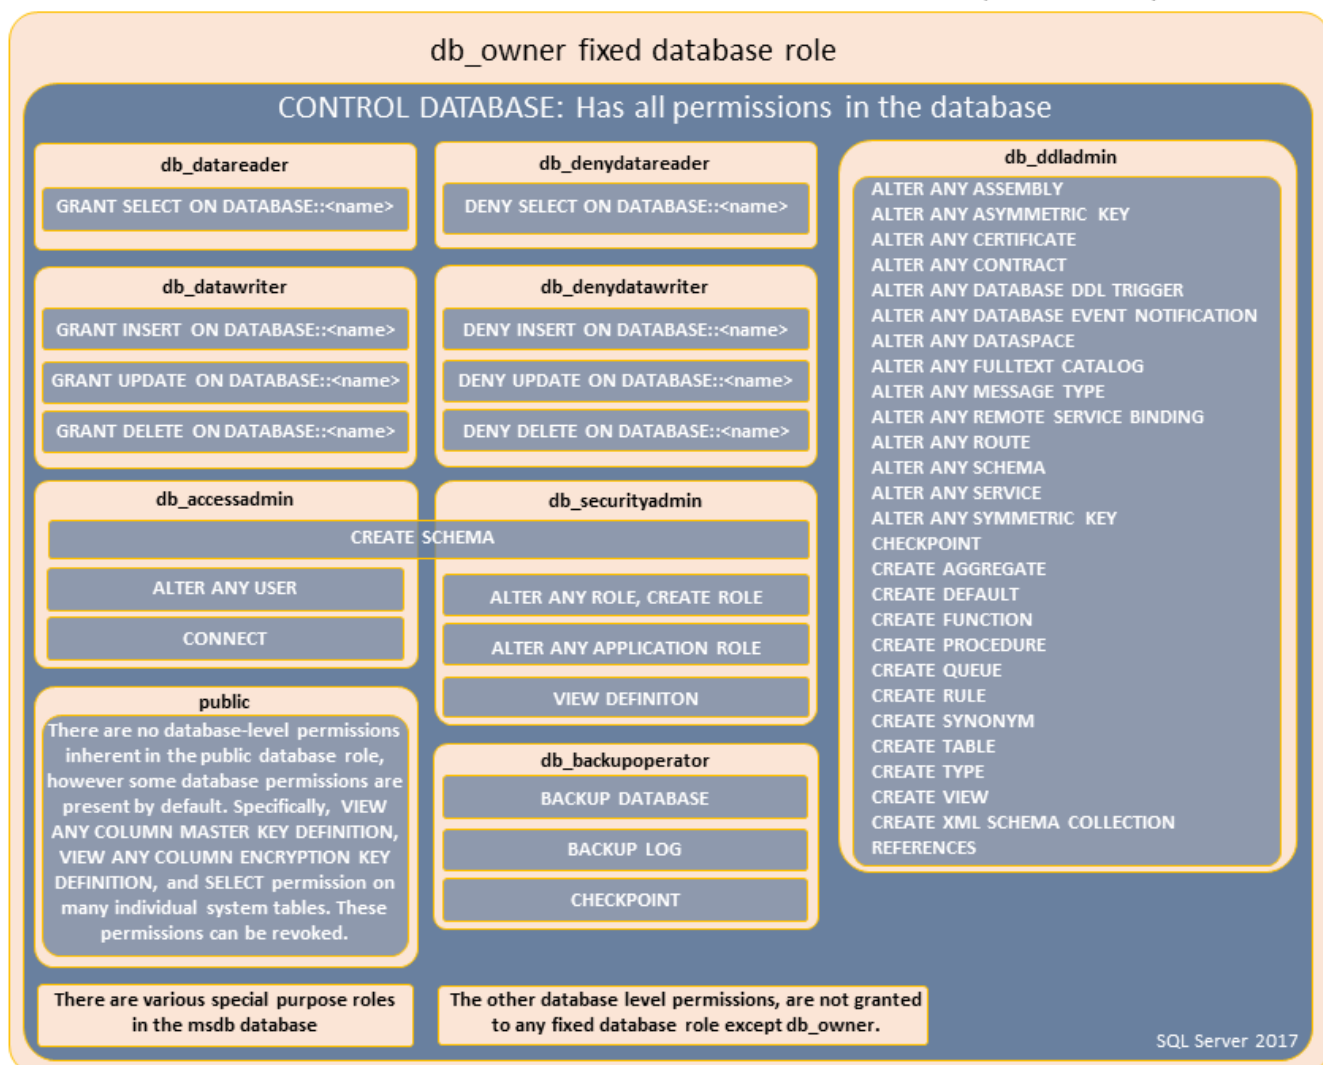 db_owner fixed database role
CONTROL DATABASE: Has all permissions in the database
db_datareader
GRANT SELECT ON DATABASE::<name>
db_denydatareader
DENY SELECT ON DATABASE::<name>
db_datawriter
GRANT INSERT ON DATABASE::<name>
GRANT UPDATE ON DATABASE::<name>
GRANT DELETE ON DATABASE::<name>
db_denydatawriter
DENY INSERT ON DATABASE::<name>
DENY UPDATE ON DATABASE::<name>
DENY DELETE ON DATABASE::<name>
db_accessadmin
db_securityadmin
CREATE SCHEMA
ALTER ANY USER
CONNECT
ALTER ANY ROLE, CREATE ROLE
ALTER ANY APPLICATION ROLE
VIEW DEFINITON
public
There are no database-level permissions
inherent in the public database role,
however some database permissions are
present by default. Specifically, VIEW
ANY COLUMN MASTER KEY DEFINITION,
VIEW ANY COLUMN ENCRYPTION KEY
DEFINITION, and SELECT permission on
many individual system tables. These
permissions can be revoked.
db_backupoperator
BACKUP DATABASE
BACKUP LOG
CHECKPOINT
db_ddladmin
ALTER ANY ASSEMBLY
ALTER ANY ASYMMETRIC KEY
ALTER ANY CERTIFICATE
ALTER ANY CONTRACT
ALTER ANY DATABASE DDL TRIGGER
ALTER ANY DATABASE EVENT NOTIFICATION
ALTER ANY DATASPACE
ALTER ANY FULLTEXT CATALOG
ALTER ANY MESSAGE TYPE
ALTER ANY REMOTE SERVICE BINDING
ALTER ANY ROUTE
ALTER ANY SCHEMA
ALTER ANY SERVICE
ALTER ANY SYMMETRIC KEY
CHECKPOINT
CREATE AGGREGATE
CREATE DEFAULT
CREATE FUNCTION
CREATE PROCEDURE
CREATE QUEUE
CREATE RULE
CREATE SYNONYM
CREATE TABLE
CREATE TYPE
CREATE VIEW
CREATE XML SCHEMA COLLECTION
REFERENCES
There are various special purpose roles
in the msdb database
The other database level permissions, are not granted
to any fixed database role except db_owner.
SQL Server 2017